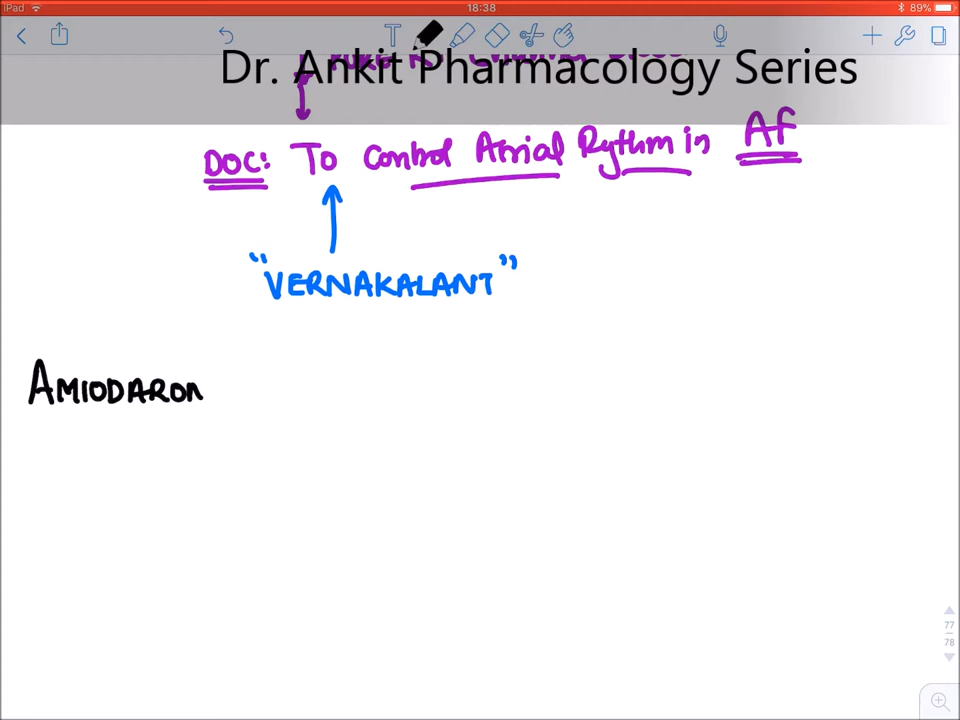 iPad 18:38 89%
T
Dr. Ankit Pharmacology Series
DOC: To Control Atrial Rythm in Af
"VERNAKALANT"
AMIODARON
77
78